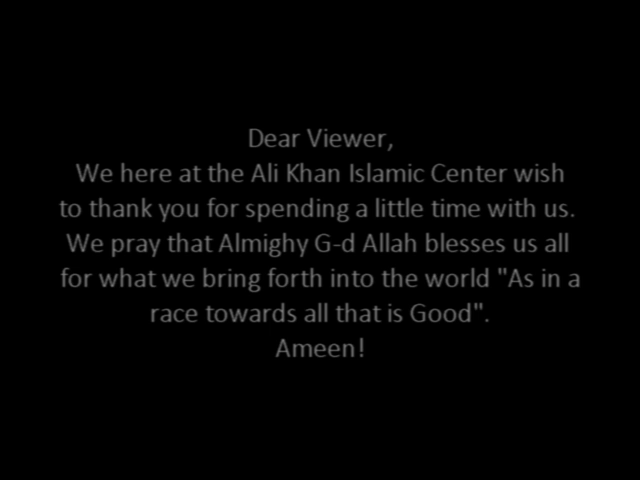 Dear Viewer,
We here at the Ali Khan Islamic Center wish
to thank you for spending a little time with us.
We pray that Almighy G-d Allah blesses us all
for what we bring forth into the world "As in a
race towards all that is Good".
Ameen!